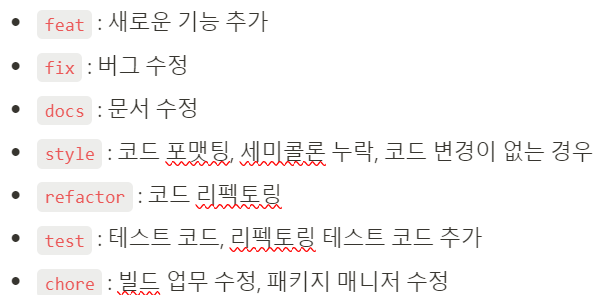 • feat : 새로운 기능 추가
• fix : 버그 수정
• docs : 문서 수정
• style : 코드 포맷팅, 세미콜론 누락, 코드 변경이 없는 경우
• refactor : 코드 리펙토링
• test : 테스트 코드, 리펙토링 테스트 코드 추가
• chore : 빌드 업무 수정, 패키지 매니저 수정